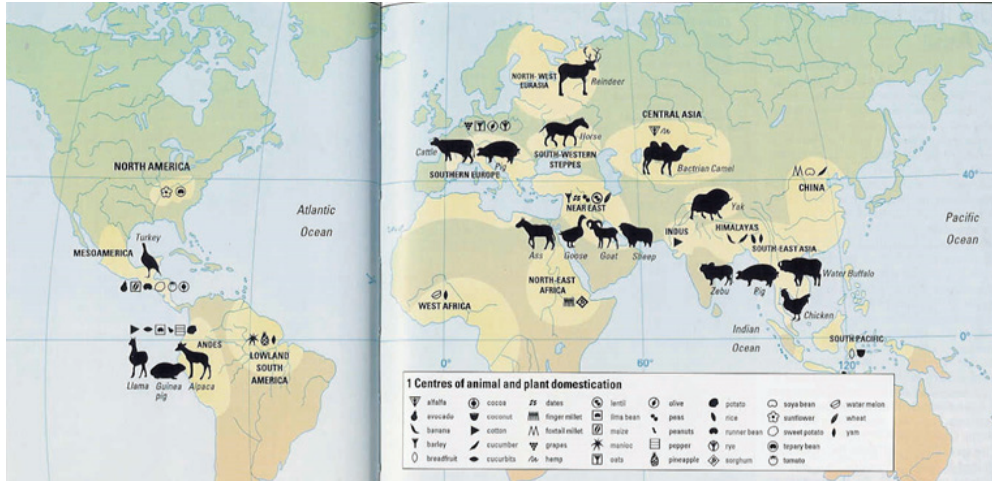 NORTH-WEST
EURASIA
Reindeer
CENTRAL ASIA
Horse
Cattle
Pig
SOUTH-WESTERN
STEPPES
Bactrian Camel
SOUTHERN EUROPE
NORTH AMERICA
CHINA
40°
NEAR EAST
Yak
Atlantic
Ocean
Pacific
Ocean
Turkey
MESOAMERICA
INDUS
HIMALAYAS
SOUTH-EAST ASIA
Ass
Goose
Goat
Sheep
NORTH-EAST
AFRICA
WEST AFRICA
Zebu
Pig
Water Buffalo
Chicken
Indian
Ocean
SOUTH PACIFIC
ANDES
LOWLAND
SOUTH
AMERICA
Llama
Guinea
pig
Alpaca
0°
60°
120°
0°
1 Centres of animal and plant domestication
alfalfa
avocado
banana
barley
breadfruit
cocoa
coconut
cotton
cucumber
cucurbits
dates
finger millet
foxtail millet
grapes
hemp
lentil
lima bean
maize
manioc
oats
olive
peas
peanuts
pepper
pineapple
potato
rice
runner bean
rye
sorghum
soya bean
sunflower
sweet potato
tepary bean
tomato
water melon
wheat
yam